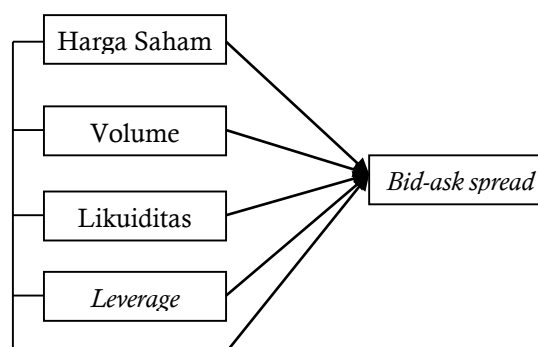 Harga Saham
Volume
Bid-ask spread
Likuiditas
Leverage